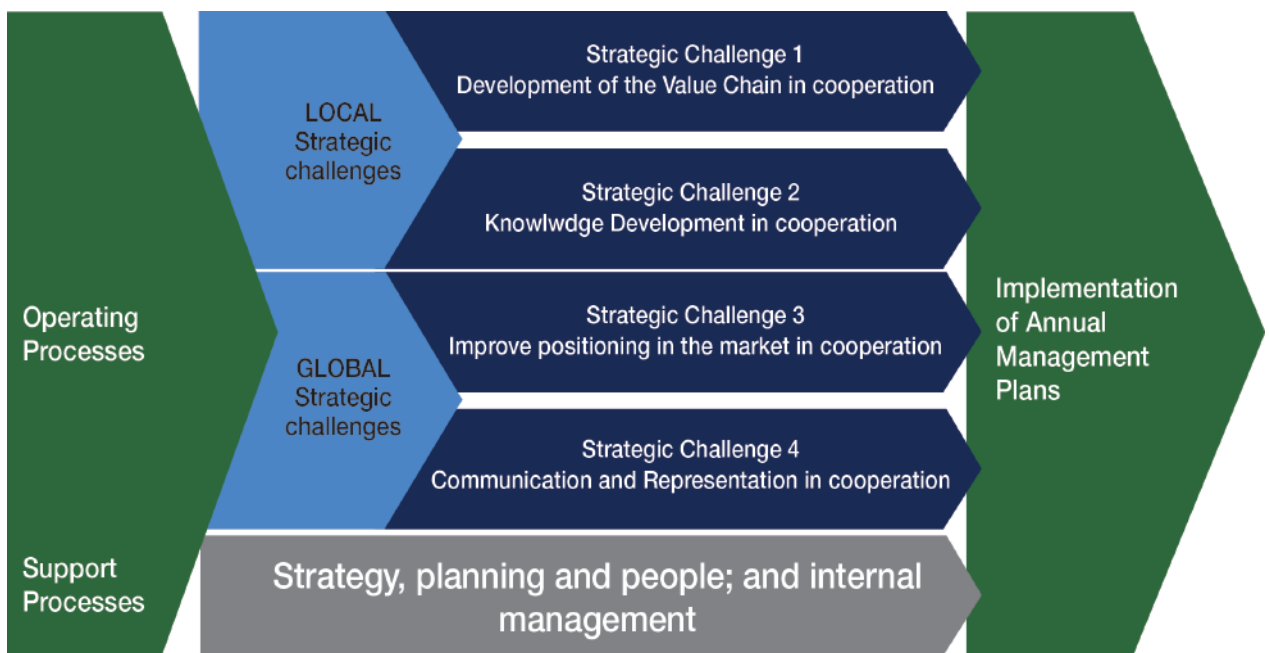 Operating
Processes
Support
Processes
LOCAL
Strategic
challenges
GLOBAL
Strategic
challenges
Strategic Challenge 1
Development of the Value Chain in cooperation
Strategic Challenge 2
Knowlwdge Development in cooperation
Strategic Challenge 3
Improve positioning in the market in cooperation
Strategic Challenge 4
Communication and Representation in cooperation
Strategy, planning and people; and internal
management
Implementation
of Annual
Management
Plans